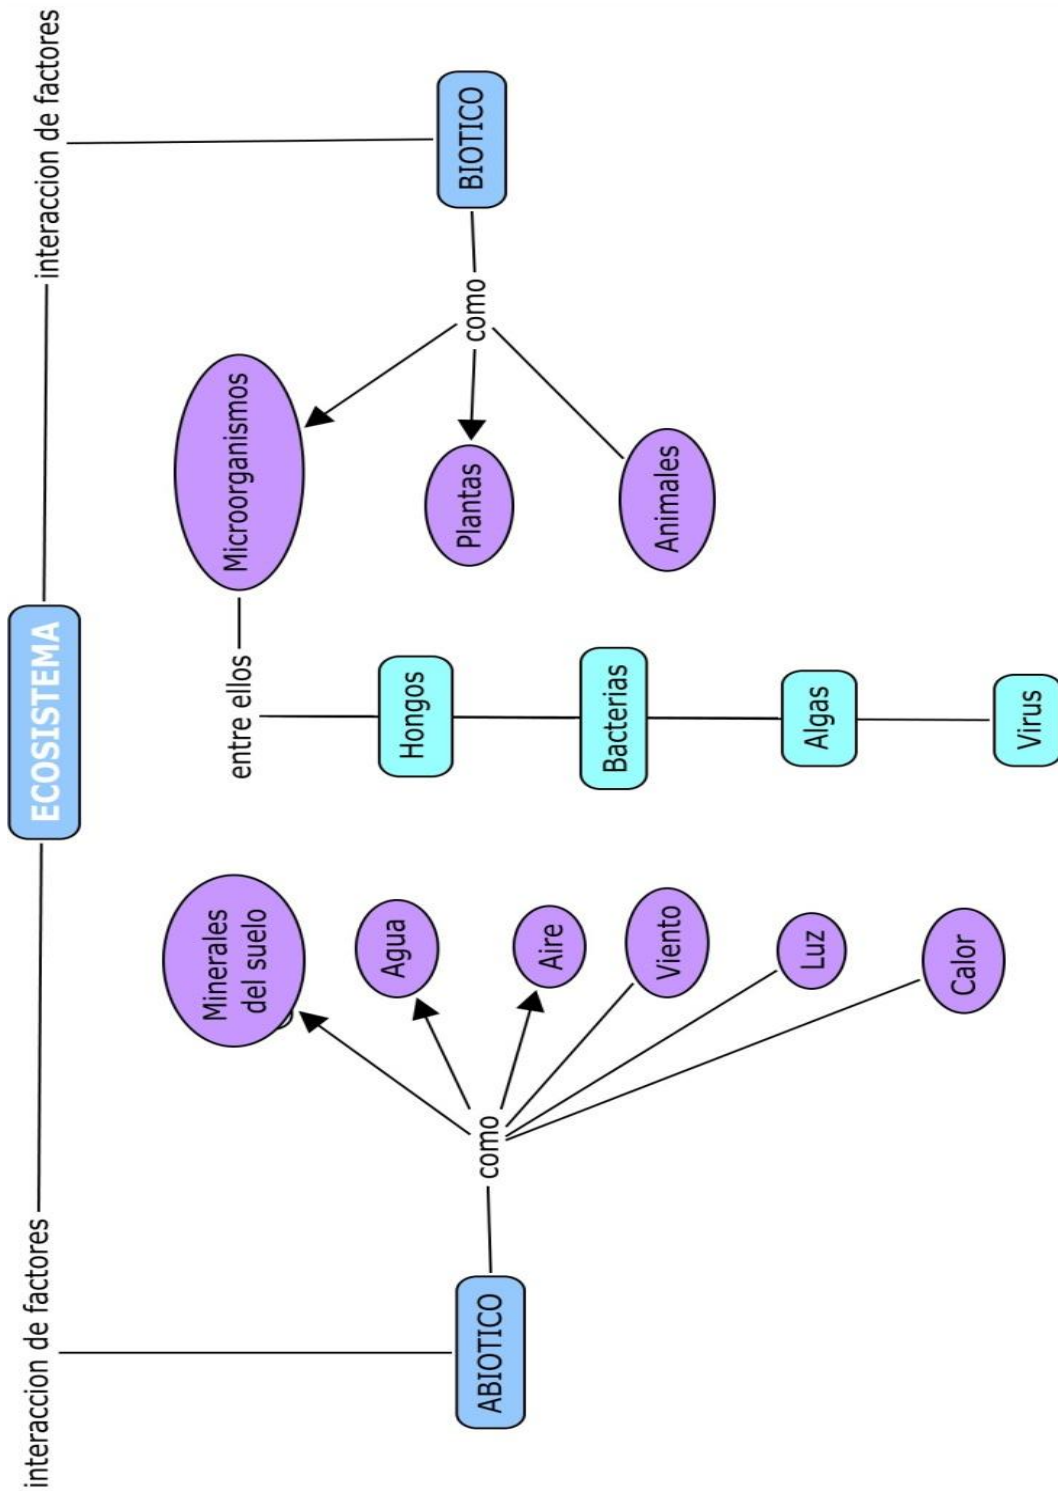 ECOSISTEMA
interaccion de factores
interaccion de factores
ABIOTICO
como
Minerales
del suelo
Agua
Aire
Viento
Luz
Calor
BIOTICO
como
Microorganismos
Plantas
Animales
entre ellos
Hongos
Bacterias
Algas
Virus